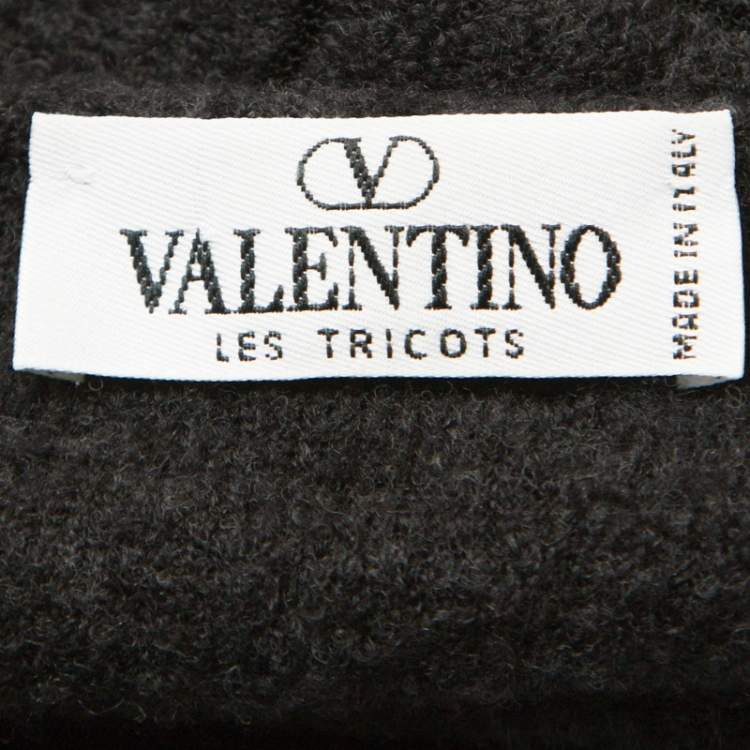 V
VALENTINO
LES TRICOTS
MADE IN ITALY